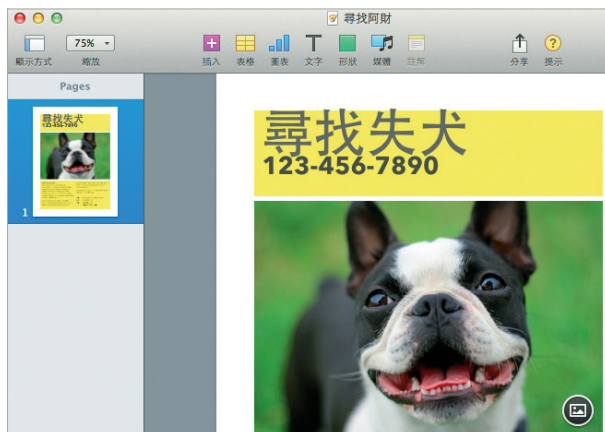 尋找阿財
75%
顯示方式
縮放
插入
表格
圖表
文字
形狀
媒體
註解
分享
提示
Pages
尋找失犬
123-456-7890
1
尋找失犬
123-456-7890